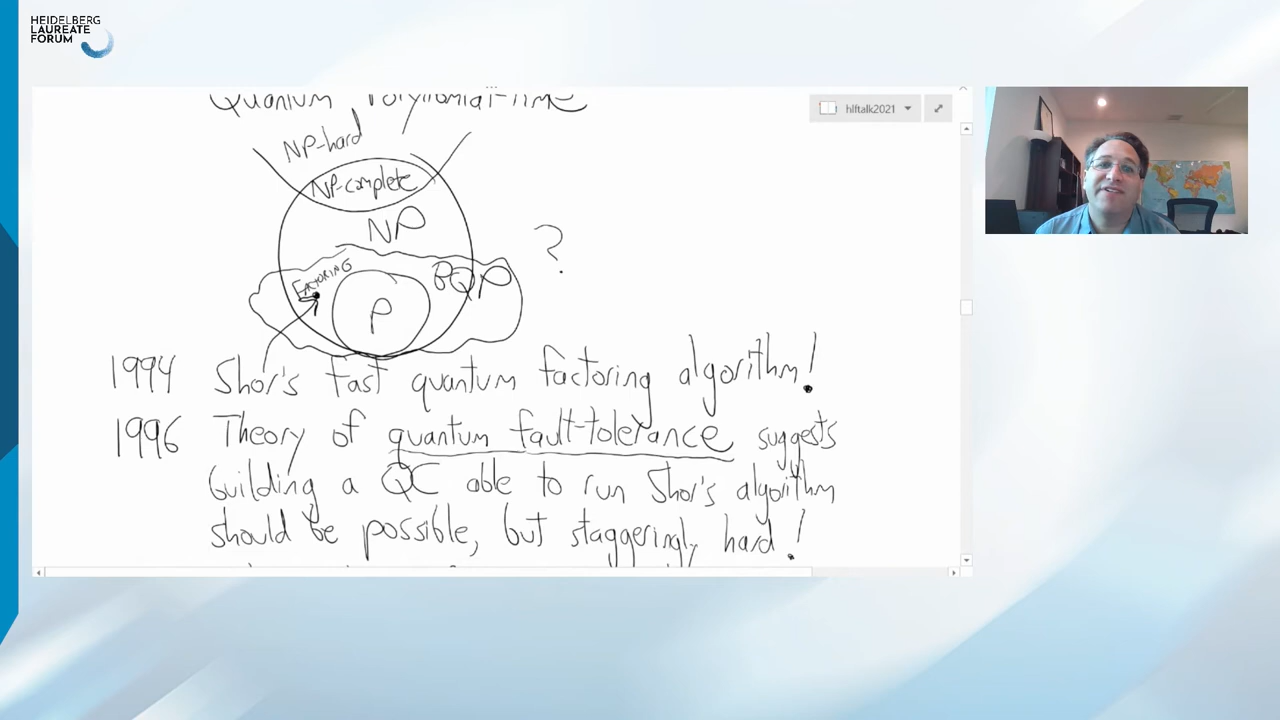 HEIDELBERG
LAUREATE
FORUM
hlftalk2021
Quantum Polynomial-Time
NP-hard
NP-complete
NP
?
FACTORING
BQP
P
1994 Shor's fast quantum factoring algorithm!
1996 Theory of quantum fault-tolerance suggests
building a QC able to run Shor's algorithm
should be possible, but staggeringly hard!